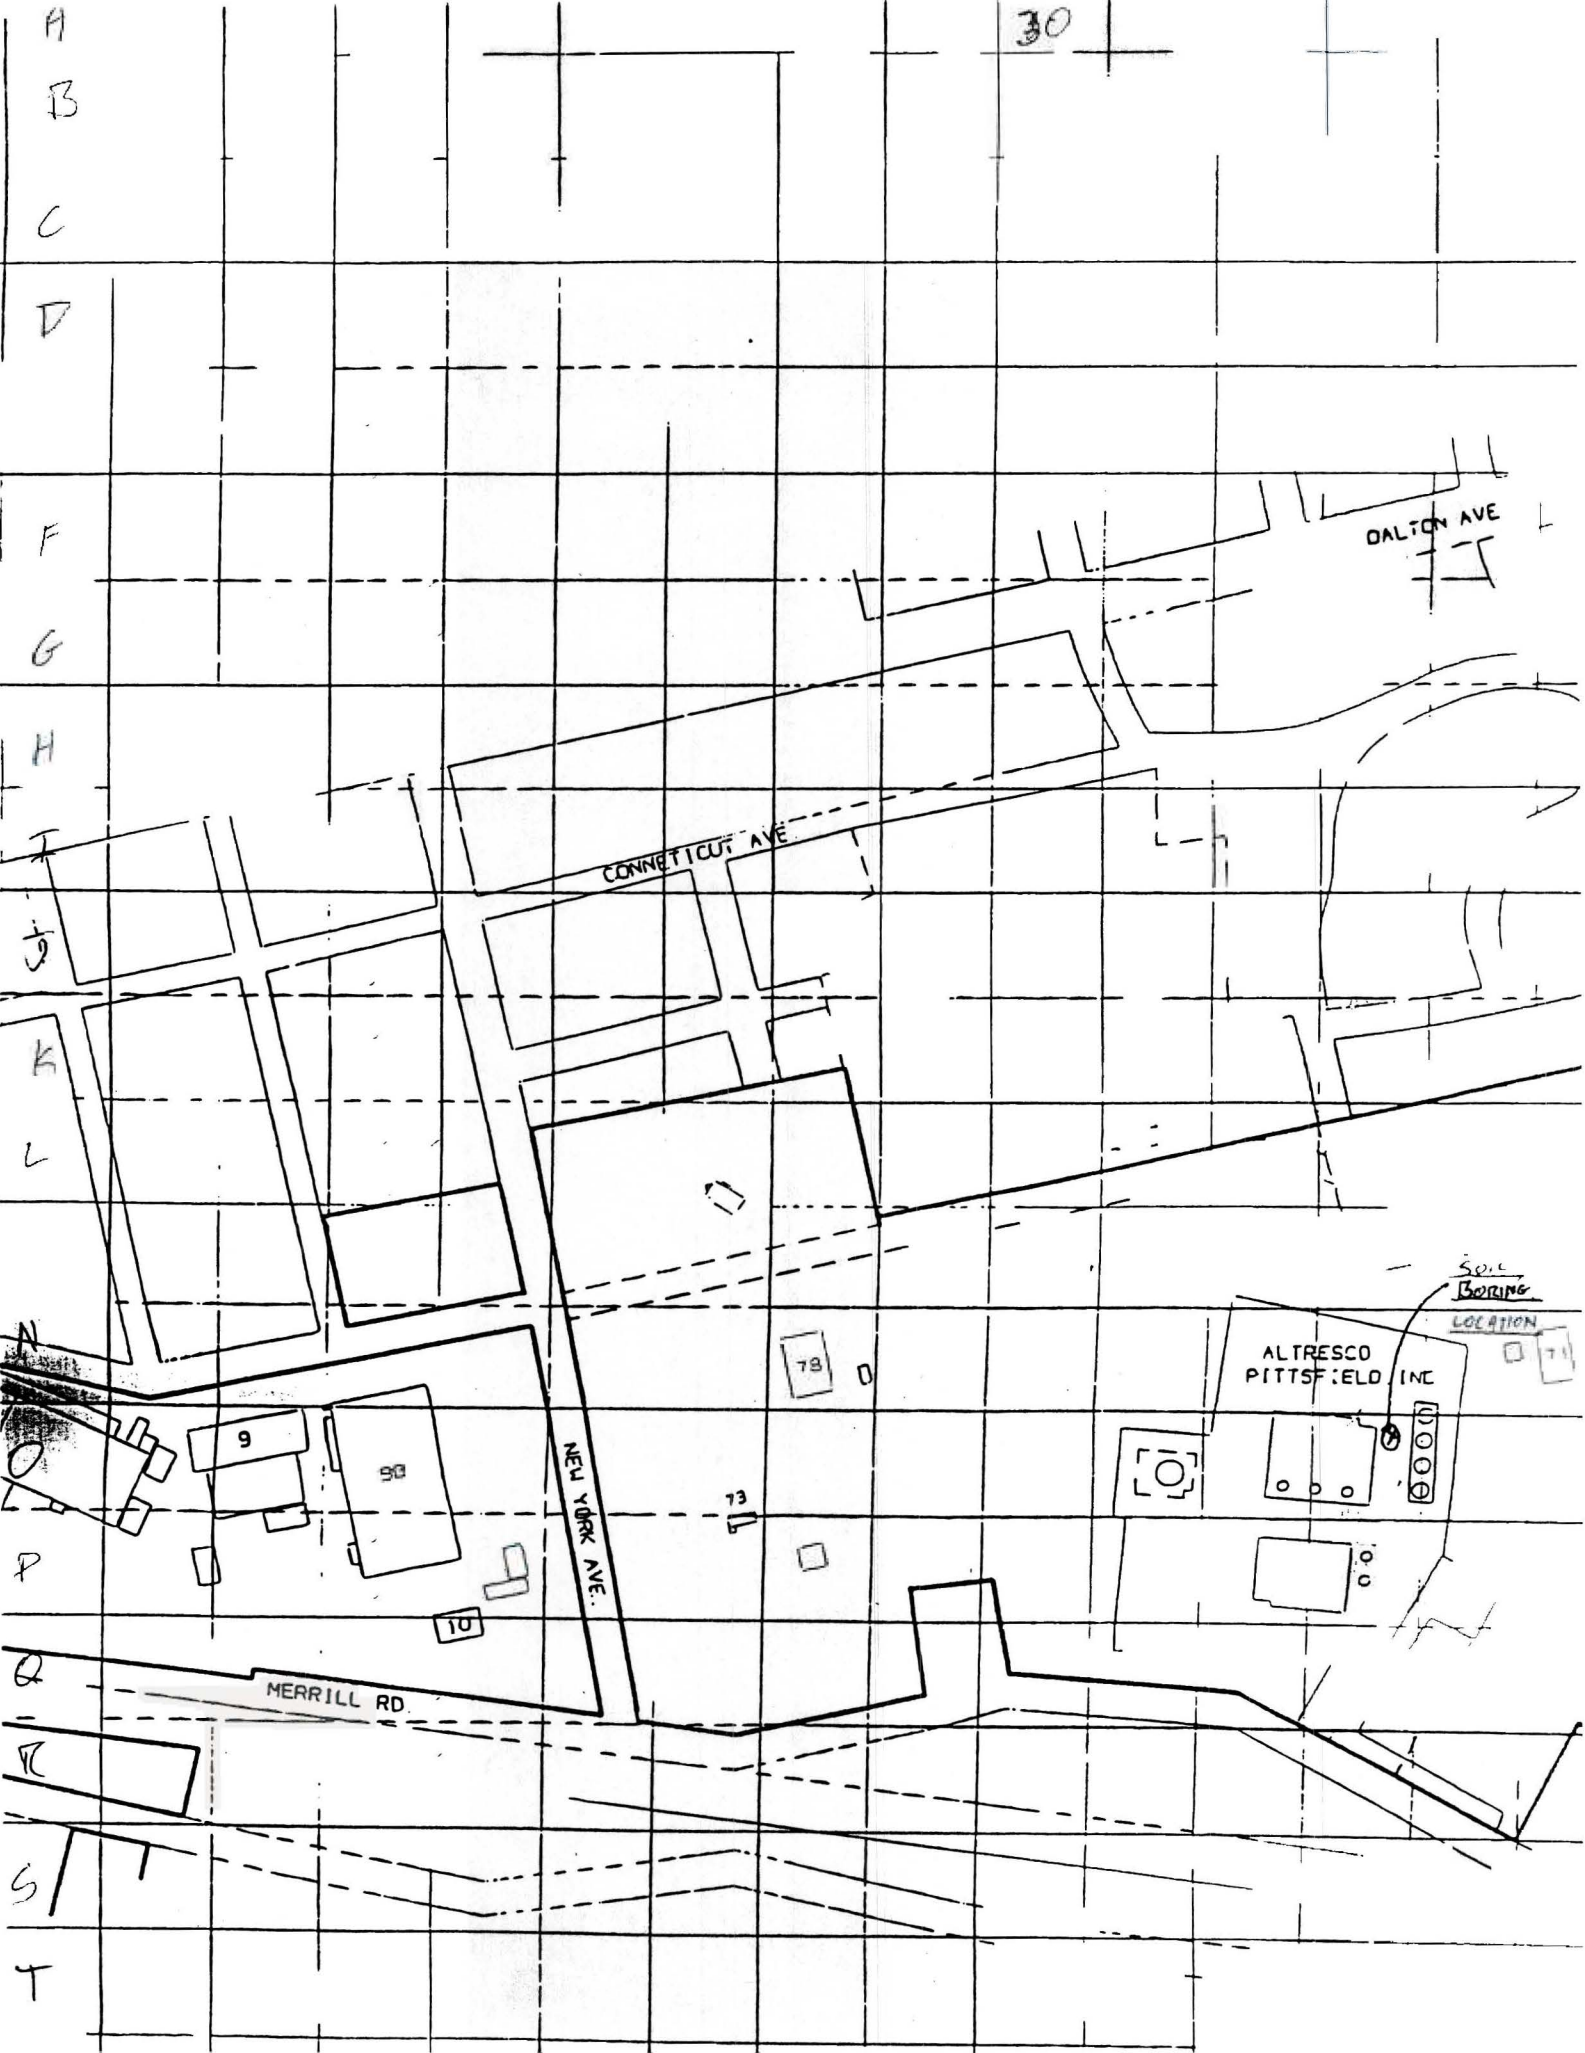 A
30
B
C
D
F
DALTON AVE
G
H
I
CONNETICUT AVE
J
K
L
SOIL
BORING
LOCATION
N
78
71
ALTRESCO
PITTSFIELD, INC
O
9
NEW YORK AVE.
73
P
10
Q
MERRILL RD
R
S
T